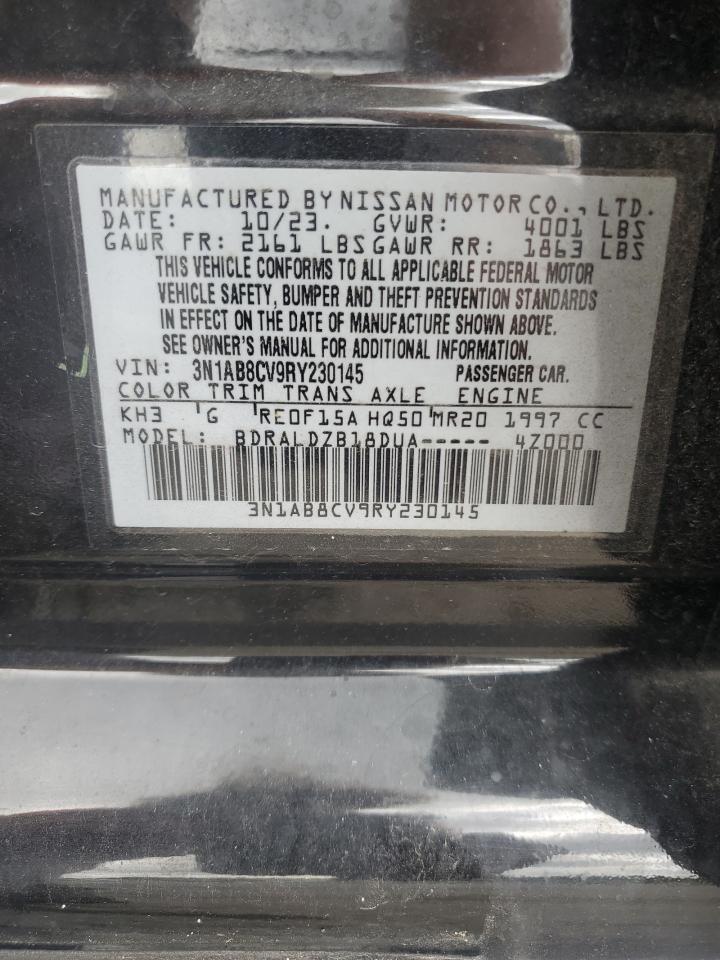 MANUFACTURED BY NISSAN MOTOR CO., LTD.
DATE: 10/23. GVWR: 4001 LBS
GAWR FR: 2161 LBS GAWR RR: 1863 LBS
THIS VEHICLE CONFORMS TO ALL APPLICABLE FEDERAL MOTOR
VEHICLE SAFETY, BUMPER AND THEFT PREVENTION STANDARDS
IN EFFECT ON THE DATE OF MANUFACTURE SHOWN ABOVE.
SEE OWNER'S MANUAL FOR ADDITIONAL INFORMATION.
VIN: 3N1AB8CV9RY230145 PASSENGER CAR.
COLOR TRIM TRANS AXLE ENGINE
KH3 'G 'RE0F15A HQ50'MR20 1997 CC
MODEL: BDRALDZB18DUA----- 4Z000
3N1AB8CV9RY230145